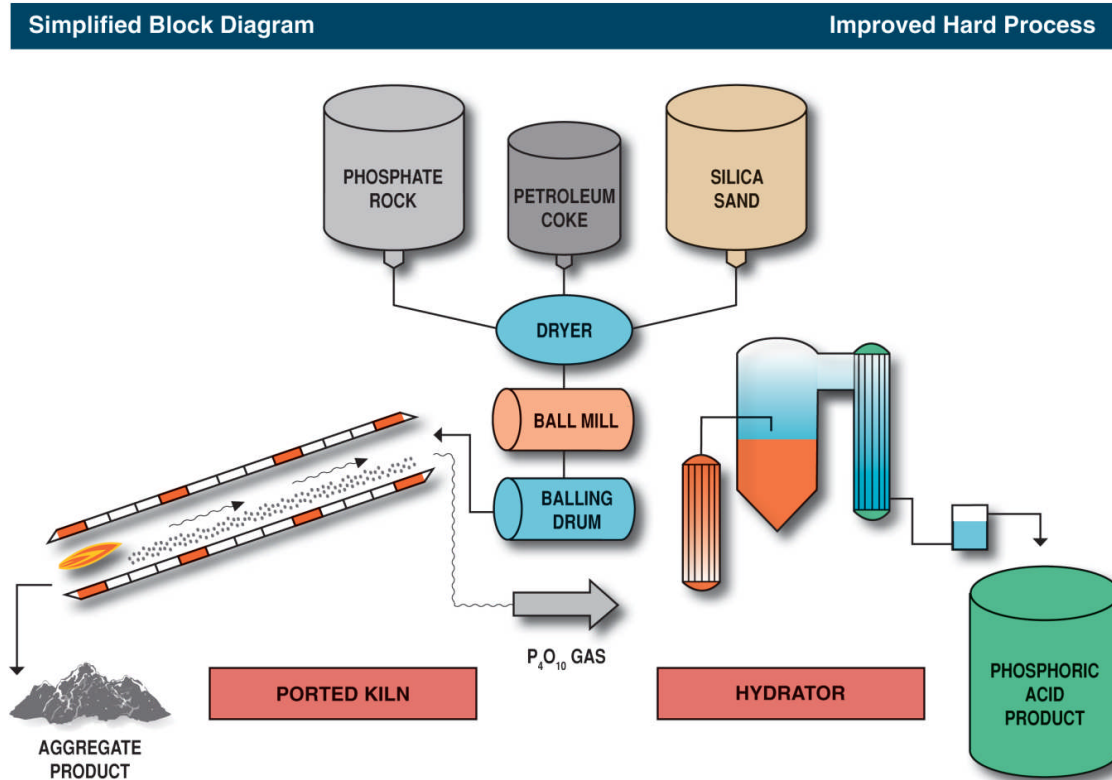 Simplified Block Diagram
Improved Hard Process
PHOSPHATE
ROCK
PETROLEUM
COKE
SILICA
SAND
DRYER
BALL MILL
BALLING
DRUM
P₄O₁₀ GAS
PORTED KILN
HYDRATOR
AGGREGATE
PRODUCT
PHOSPHORIC
ACID
PRODUCT